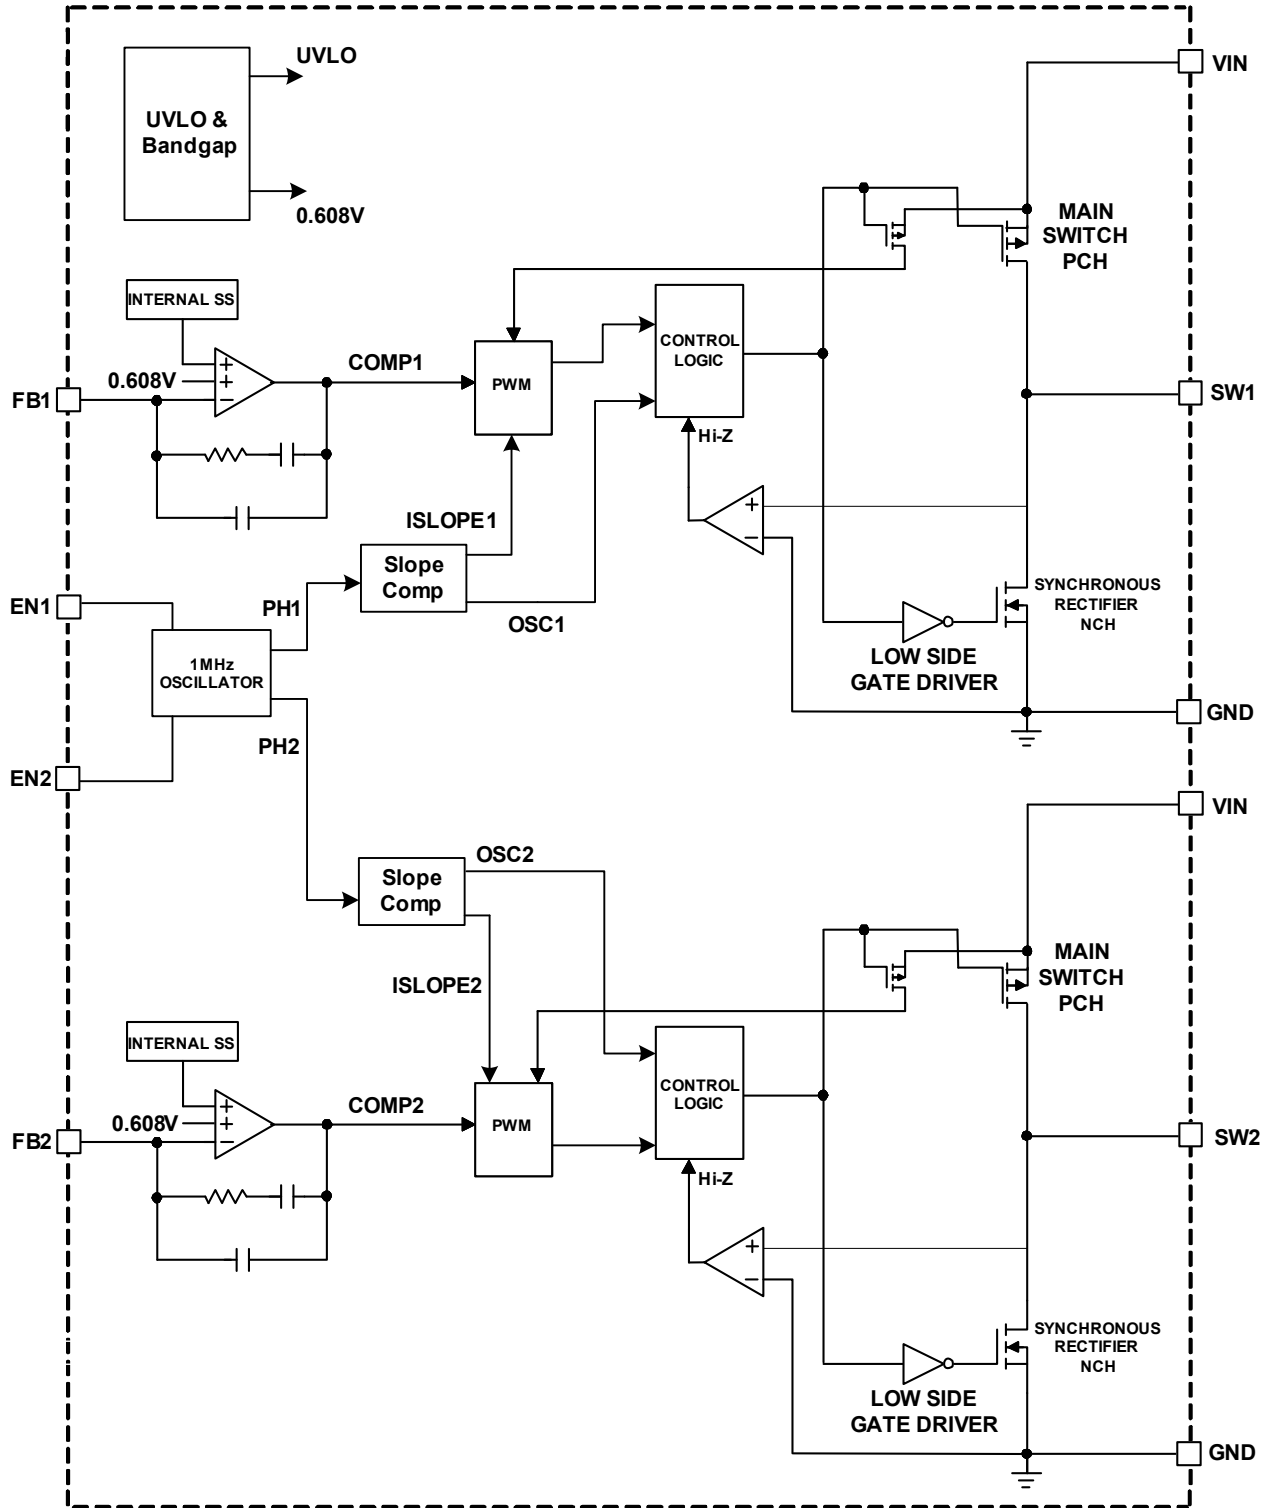 UVLO
VIN
UVLO &
Bandgap
0.608V
MAIN
SWITCH
PCH
INTERNAL SS
CONTROL
LOGIC
COMP1
PWM
+
0.608V
+
−
FB1
SW1
Hi-Z
+
−
ISLOPE1
Slope
Comp
SYNCHRONOUS
RECTIFIER
NCH
EN1
PH1
OSC1
1MHz
OSCILLATOR
LOW SIDE
GATE DRIVER
GND
PH2
EN2
VIN
OSC2
Slope
Comp
MAIN
SWITCH
PCH
ISLOPE2
INTERNAL SS
CONTROL
LOGIC
COMP2
PWM
+
0.608V
+
−
FB2
SW2
Hi-Z
+
−
SYNCHRONOUS
RECTIFIER
NCH
LOW SIDE
GATE DRIVER
GND